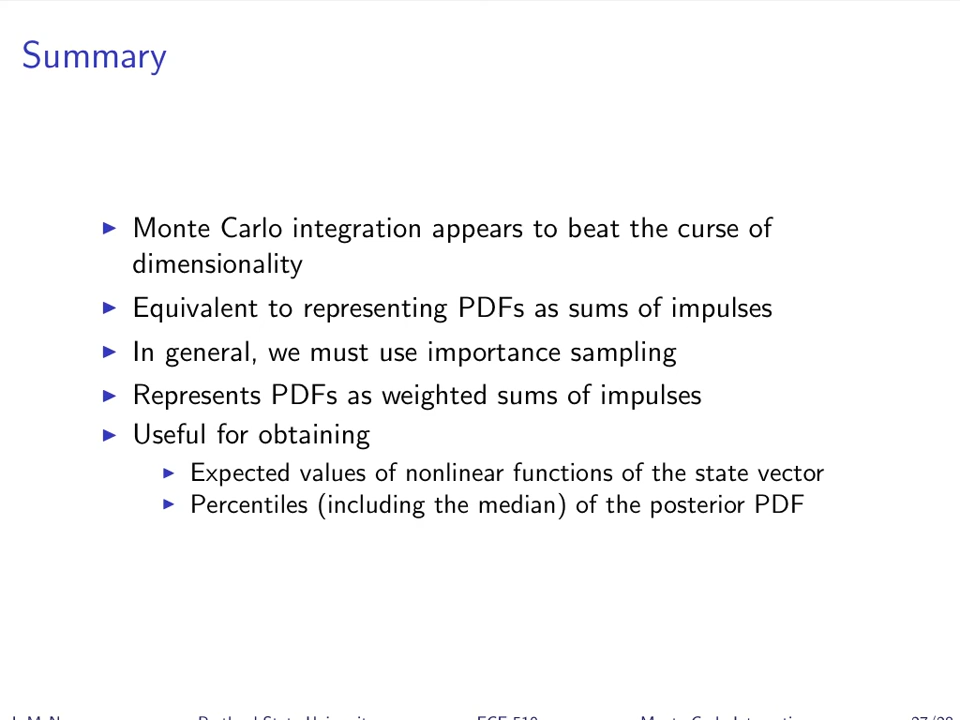 Summary
Monte Carlo integration appears to beat the curse of
dimensionality
Equivalent to representing PDFs as sums of impulses
In general, we must use importance sampling
Represents PDFs as weighted sums of impulses
Useful for obtaining
Expected values of nonlinear functions of the state vector
Percentiles (including the median) of the posterior PDF